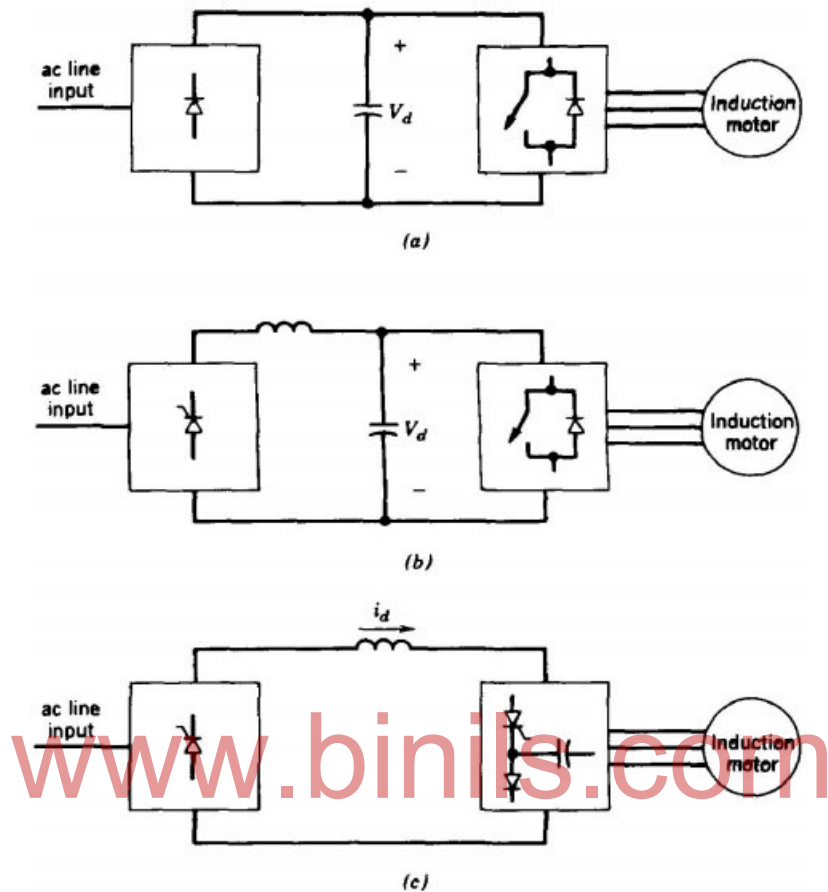 ac line
input
+
V_d
−
Induction
motor
(a)
ac line
input
+
V_d
−
Induction
motor
(b)
i_d
ac line
input
Induction
motor
www.binils.com
(c)